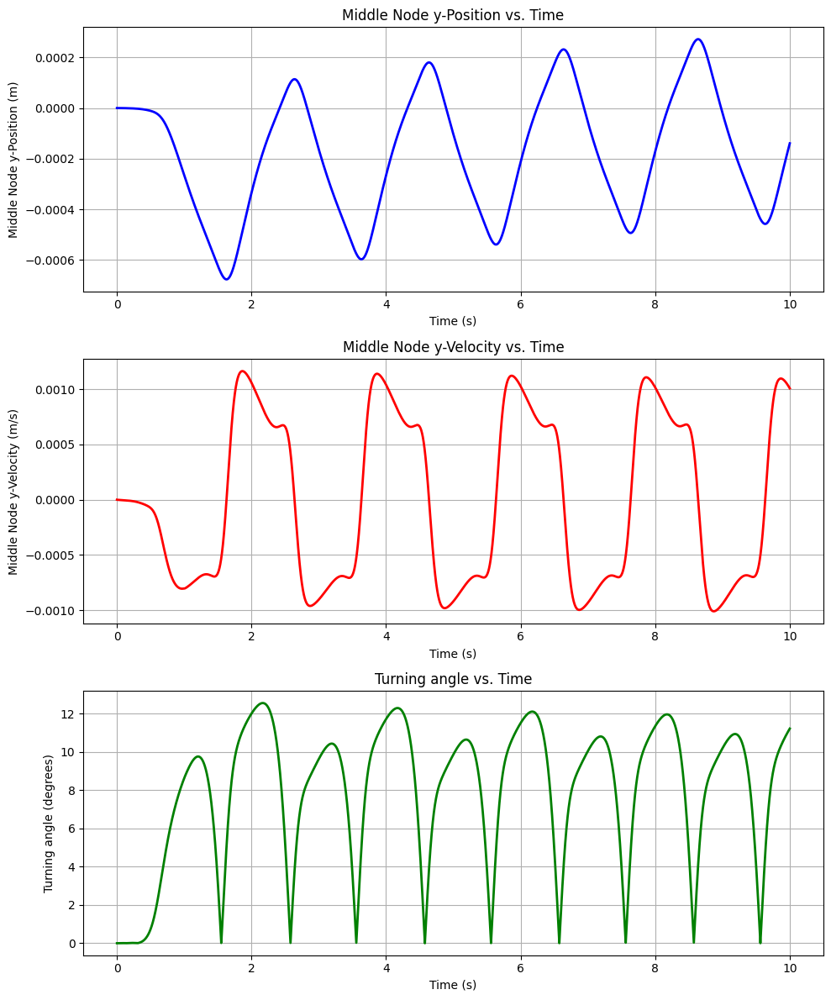 Middle Node y-Position vs. Time
Middle Node y-Position (m)
0.0002
0.0000
−0.0002
−0.0004
−0.0006
0 2 4 6 8 10
Time (s)
Middle Node y-Velocity vs. Time
Middle Node y-Velocity (m/s)
0.0010
0.0005
0.0000
−0.0005
−0.0010
0 2 4 6 8 10
Time (s)
Turning angle vs. Time
Turning angle (degrees)
12
10
8
6
4
2
0
0 2 4 6 8 10
Time (s)